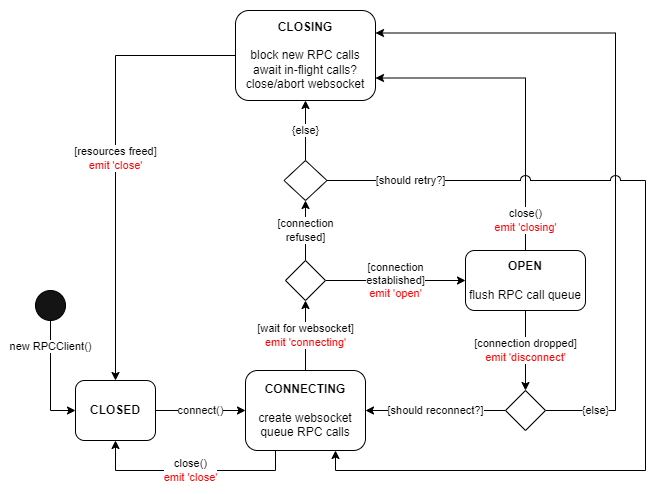 CLOSING
block new RPC calls
await in-flight calls?
close/abort websocket
{else}
[resources freed]
emit 'close'
[should retry?]
[connection
refused]
close()
emit 'closing'
[connection
established]
emit 'open'
OPEN
flush RPC call queue
new RPCClient()
[wait for websocket]
emit 'connecting'
[connection dropped]
emit 'disconnect'
CLOSED
connect()
CONNECTING
create websocket
queue RPC calls
[should reconnect?]
{else}
close()
emit 'close'